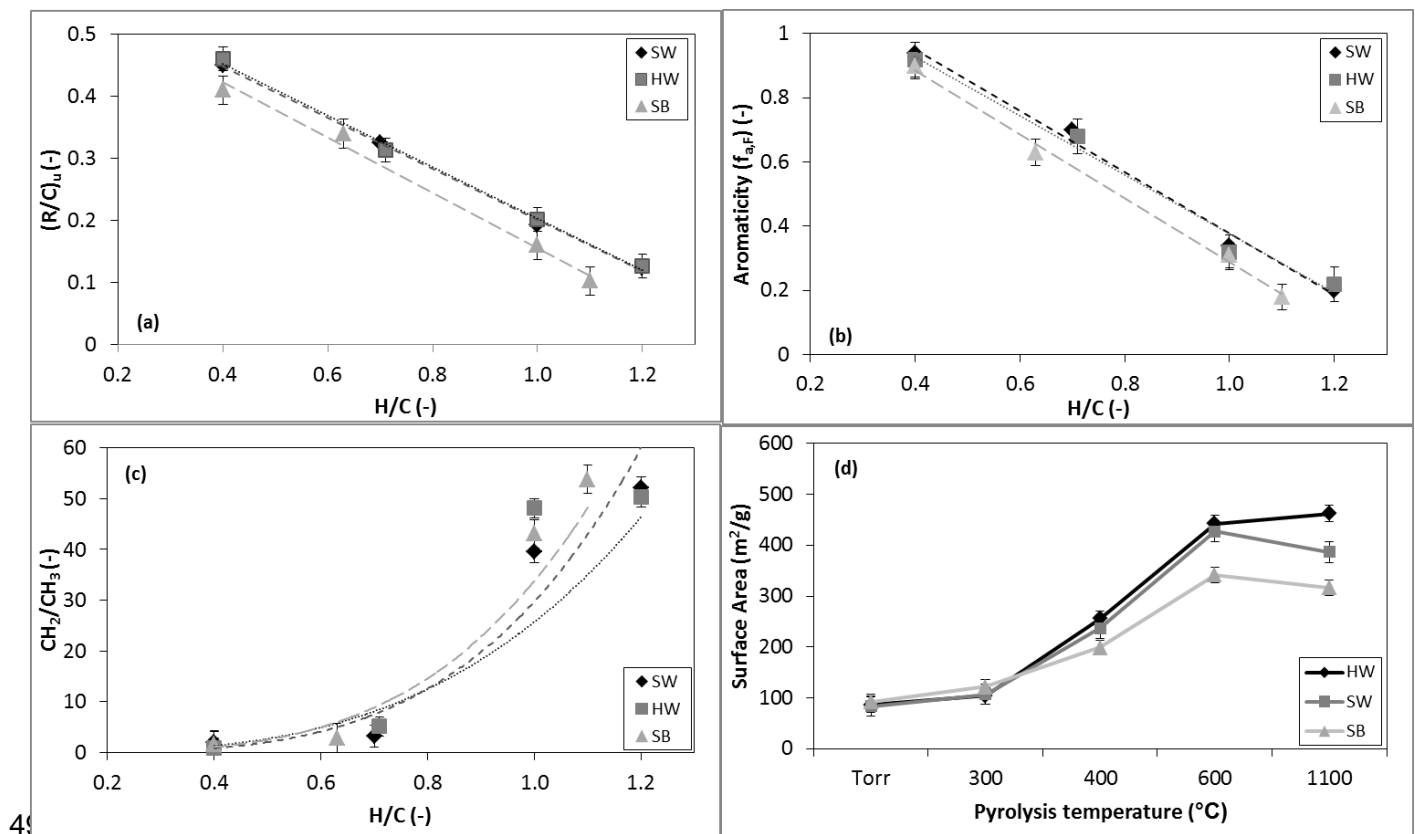 0.5
0.4
0.3
0.2
0.1
0
(R/C)u (-)
SW
HW
SB
(a)
0.2 0.4 0.6 0.8 1.0 1.2
H/C (-)
1
0.8
0.6
0.4
0.2
0
Aromaticity (fa,F) (-)
SW
HW
SB
(b)
0.2 0.4 0.6 0.8 1.0 1.2
H/C (-)
60
50
40
30
20
10
0
CH2/CH3 (-)
(c)
SW
HW
SB
0.2 0.4 0.6 0.8 1.0 1.2
H/C (-)
600
500
400
300
200
100
0
Surface Area (m2/g)
(d)
HW
SW
SB
Torr 300 400 600 1100
Pyrolysis temperature (°C)